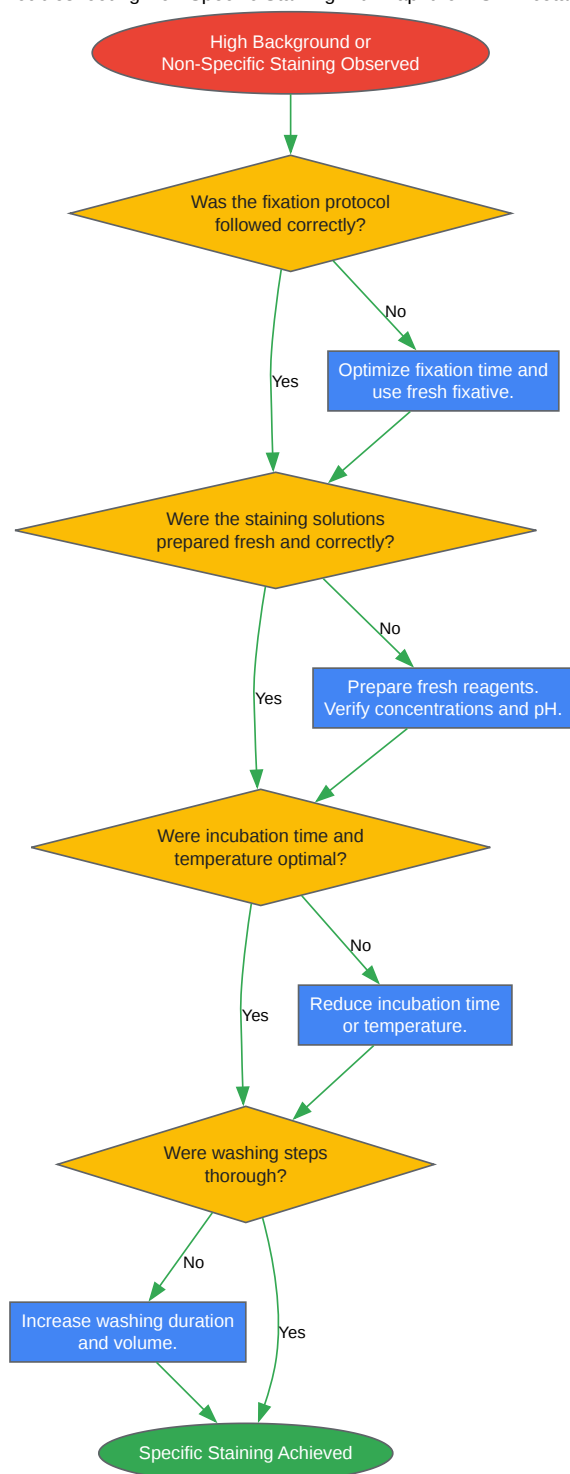 High Background or
Non-Specific Staining Observed
Was the fixation protocol
followed correctly?
No
Optimize fixation time and
use fresh fixative.
Yes
Were the staining solutions
prepared fresh and correctly?
No
Prepare fresh reagents.
Verify concentrations and pH.
Yes
Were incubation time and
temperature optimal?
No
Reduce incubation time
or temperature.
Yes
Were washing steps
thorough?
No
Increase washing duration
and volume.
Yes
Specific Staining Achieved